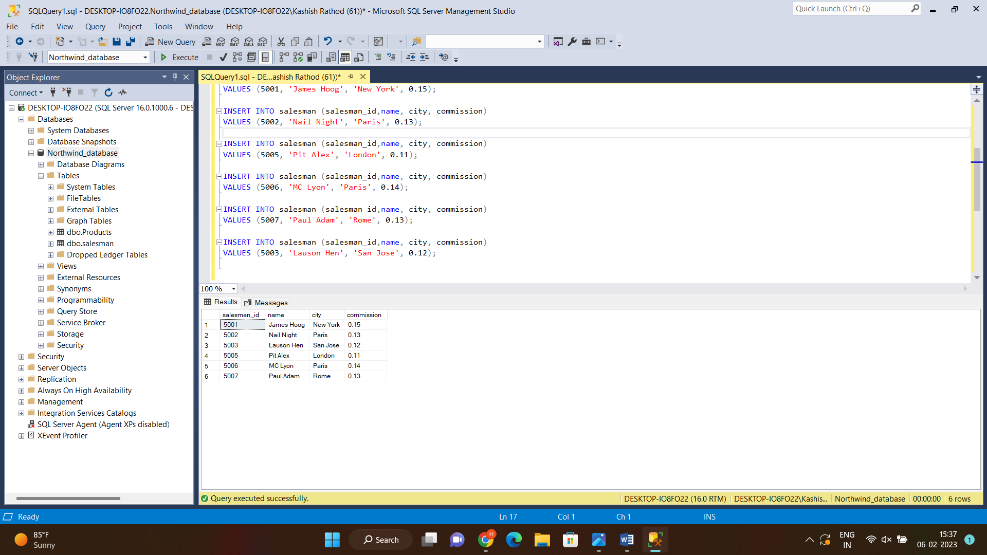 SQLQuery1.sql - DESKTOP-IO8FO22.Northwind_database (DESKTOP-IO8FO22\Kashish Rathod (61))* - Microsoft SQL Server Management Studio
Quick Launch (Ctrl+Q)
File Edit View Query Project Tools Window Help
New Query
MDX DMX XMLA DAX
Northwind_database Execute
Object Explorer
SQLQuery1.sql - DE...ashish Rathod (61))*
Connect
DESKTOP-IO8FO22 (SQL Server 16.0.1000.6 - DES
Databases
System Databases
Database Snapshots
Northwind_database
Database Diagrams
Tables
System Tables
FileTables
External Tables
Graph Tables
dbo.Products
dbo.salesman
Dropped Ledger Tables
Views
External Resources
Synonyms
Programmability
Query Store
Service Broker
Storage
Security
Security
Server Objects
Replication
Always On High Availability
Management
Integration Services Catalogs
SQL Server Agent (Agent XPs disabled)
XEvent Profiler
VALUES (5001, 'James Hoog', 'New York', 0.15);
INSERT INTO salesman (salesman_id,name, city, commission)
VALUES (5002, 'Nail Night', 'Paris', 0.13);
INSERT INTO salesman (salesman_id,name, city, commission)
VALUES (5005, 'Pit Alex', 'London', 0.11);
INSERT INTO salesman (salesman_id,name, city, commission)
VALUES (5006, 'MC Lyon', 'Paris', 0.14);
INSERT INTO salesman (salesman_id,name, city, commission)
VALUES (5007, 'Paul Adam', 'Rome', 0.13);
INSERT INTO salesman (salesman_id,name, city, commission)
VALUES (5003, 'Lauson Hen', 'San Jose', 0.12);
100 %
Results Messages
salesman_id name city commission
1 5001 James Hoog New York 0.15
2 5002 Nail Night Paris 0.13
3 5003 Lauson Hen San Jose 0.12
4 5005 Pit Alex London 0.11
5 5006 MC Lyon Paris 0.14
6 5007 Paul Adam Rome 0.13
Query executed successfully. DESKTOP-IO8FO22 (16.0 RTM) DESKTOP-IO8FO22\Kashis... Northwind_database 00:00:00 6 rows
Ready Ln 17 Col 1 Ch 1 INS
85°F
Sunny
Search
ENG
IN
15:37
06-02-2023
1